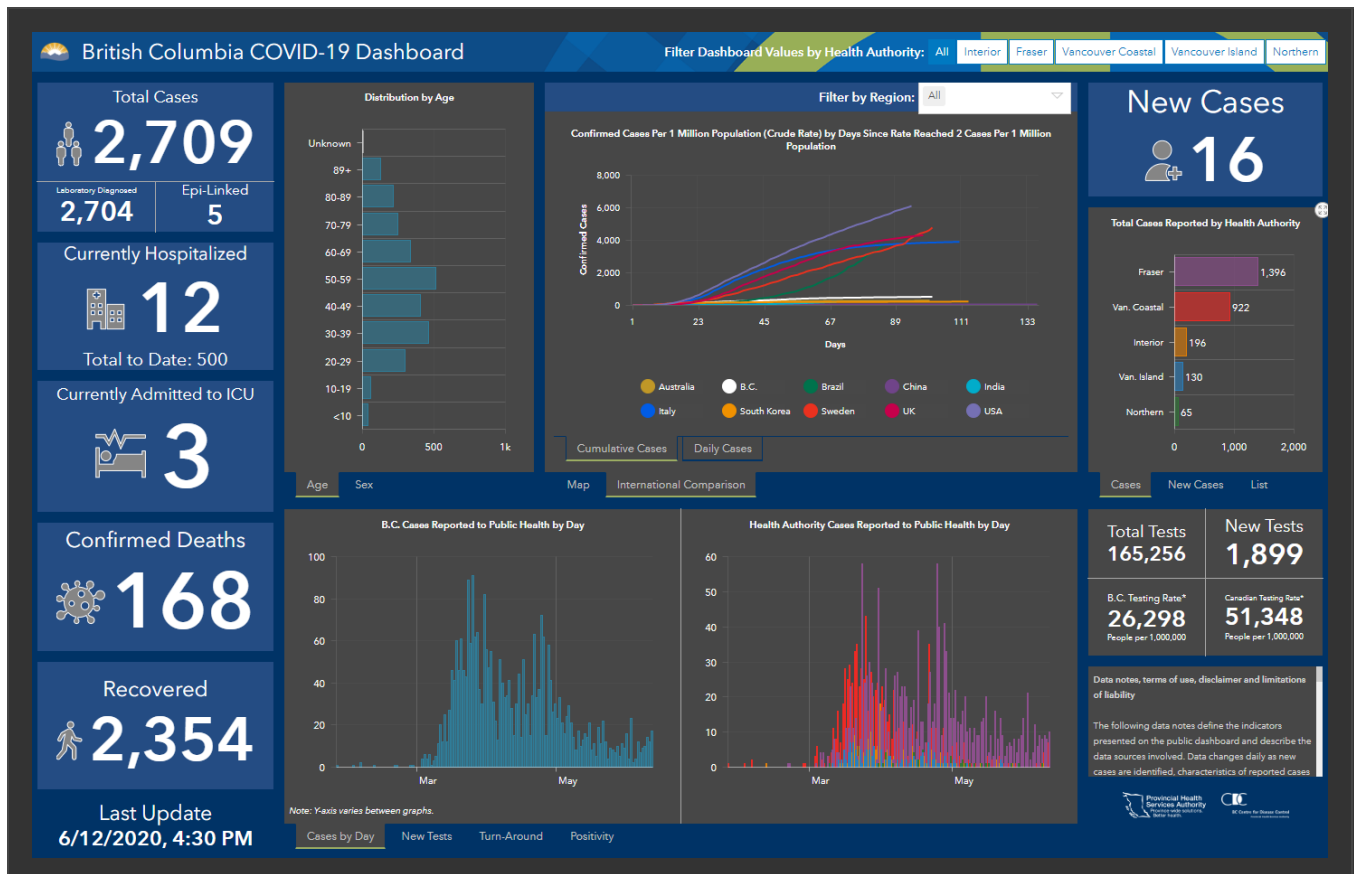 British Columbia COVID-19 Dashboard
Filter Dashboard Values by Health Authority: All Interior Fraser Vancouver Coastal Vancouver Island Northern
Total Cases
2,709
Laboratory Diagnosed
2,704
Epi-Linked
5
Currently Hospitalized
12
Total to Date: 500
Currently Admitted to ICU
3
Confirmed Deaths
168
Recovered
2,354
Last Update
6/12/2020, 4:30 PM
Distribution by Age
Unknown
89+
80-89
70-79
60-69
50-59
40-49
30-39
20-29
10-19
<10
0 500 1k
Age Sex
Filter by Region: All
Confirmed Cases Per 1 Million Population (Crude Rate) by Days Since Rate Reached 2 Cases Per 1 Million
Population
Confirmed Cases
8,000
6,000
4,000
2,000
0
1 23 45 67 89 111 133
Days
Australia B.C. Brazil China India
Italy South Korea Sweden UK USA
Cumulative Cases Daily Cases
Map International Comparison
New Cases
16
Total Cases Reported by Health Authority
Fraser 1,396
Van. Coastal 922
Interior 196
Van. Island 130
Northern 65
0 1,000 2,000
Cases New Cases List
B.C. Cases Reported to Public Health by Day
100
80
60
40
20
0
Mar May
Note: Y-axis varies between graphs.
Health Authority Cases Reported to Public Health by Day
60
50
40
30
20
10
0
Mar May
Cases by Day New Tests Turn-Around Positivity
Total Tests
165,256
New Tests
1,899
B.C. Testing Rate*
26,298
People per 1,000,000
Canadian Testing Rate*
51,348
People per 1,000,000
Data notes, terms of use, disclaimer and limitations
of liability
The following data notes define the indicators
presented on the public dashboard and describe the
data sources involved. Data changes daily as new
cases are identified, characteristics of reported cases
Provincial Health
Services Authority
Province-wide solutions.
Better health.
BC Centre for Disease Control